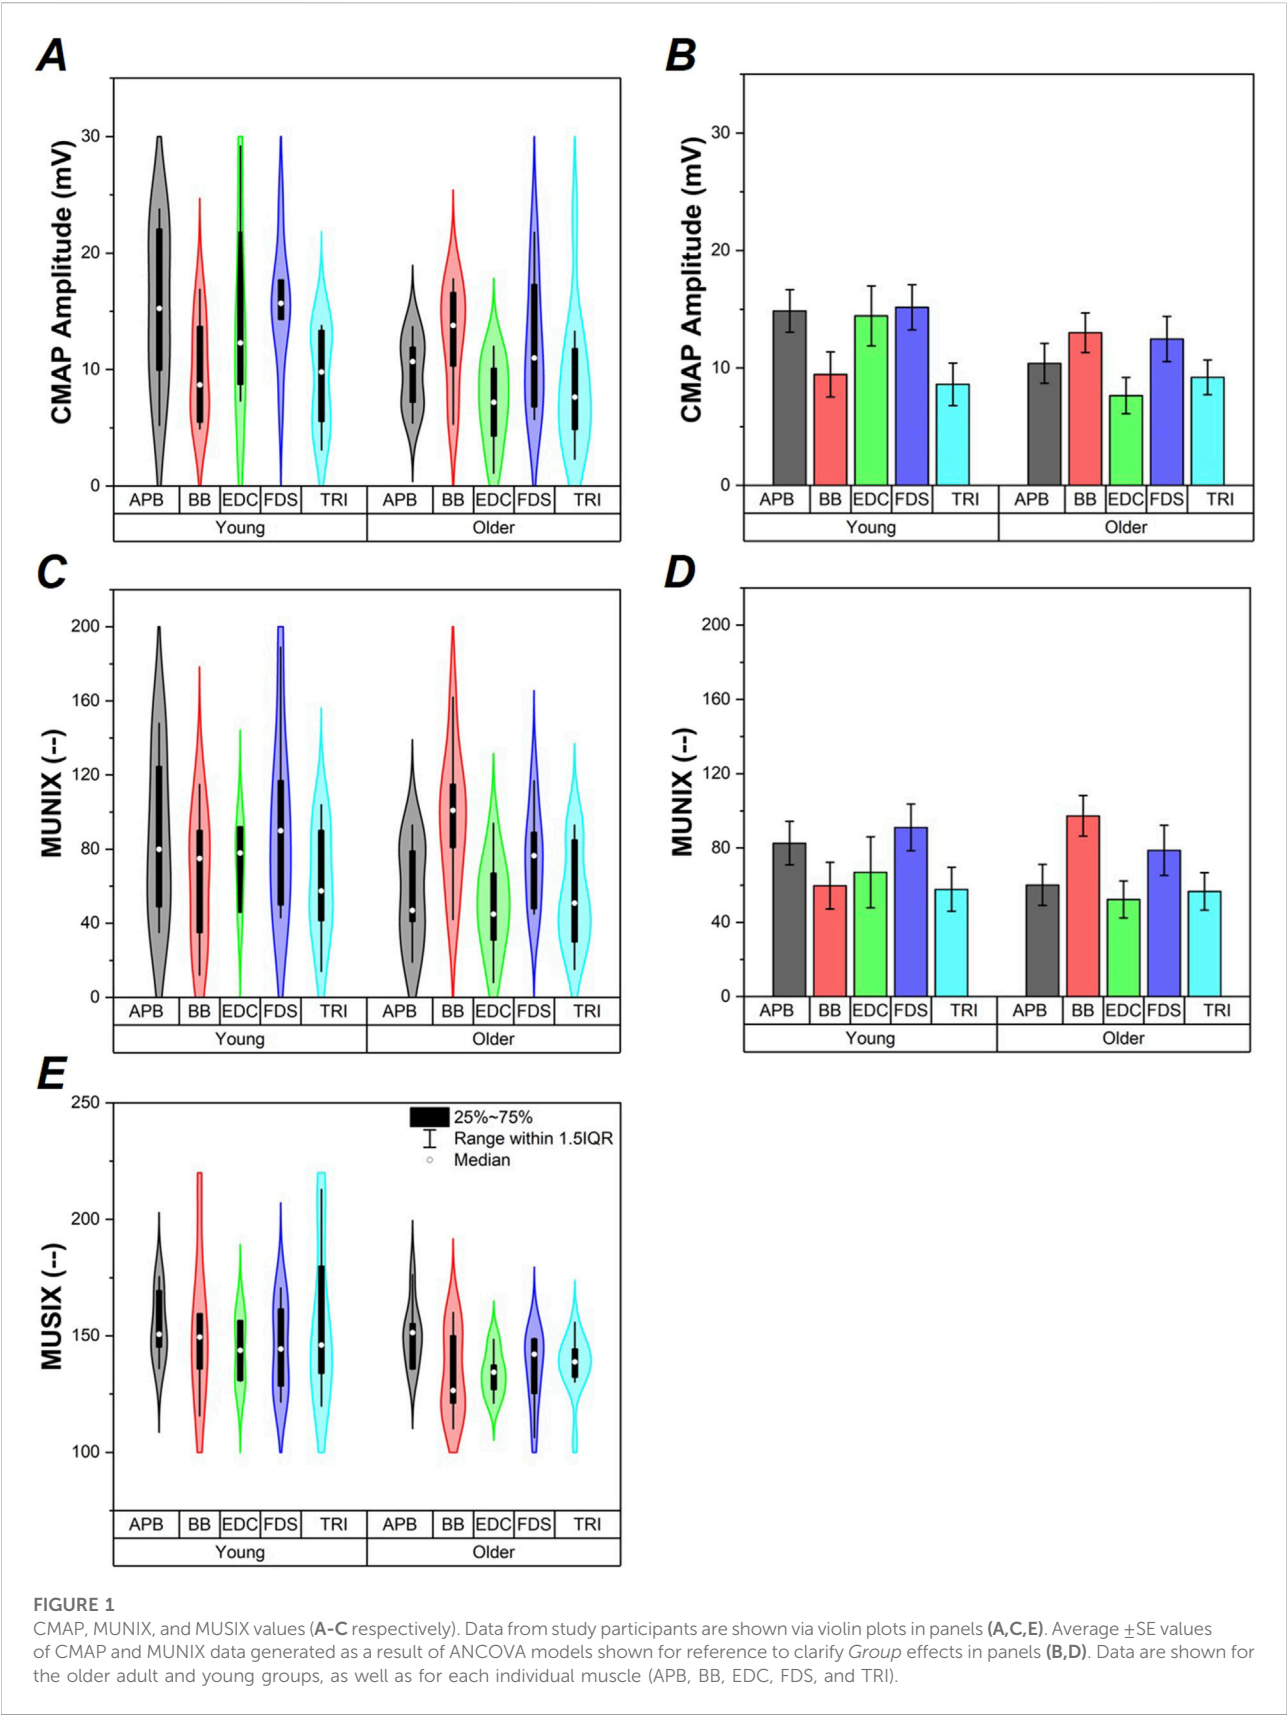 A
B
CMAP Amplitude (mV)
30
20
10
0
APB BB EDC FDS TRI APB BB EDC FDS TRI
Young Older
CMAP Amplitude (mV)
30
20
10
0
APB BB EDC FDS TRI APB BB EDC FDS TRI
Young Older
C
D
MUNIX (--)
200
160
120
80
40
0
APB BB EDC FDS TRI APB BB EDC FDS TRI
Young Older
MUNIX (--)
200
160
120
80
40
0
APB BB EDC FDS TRI APB BB EDC FDS TRI
Young Older
E
MUSIX (--)
250
200
150
100
25%~75%
Range within 1.5IQR
Median
APB BB EDC FDS TRI APB BB EDC FDS TRI
Young Older
FIGURE 1
CMAP, MUNIX, and MUSIX values (A-C respectively). Data from study participants are shown via violin plots in panels (A,C,E). Average ±SE values
of CMAP and MUNIX data generated as a result of ANCOVA models shown for reference to clarify Group effects in panels (B,D). Data are shown for
the older adult and young groups, as well as for each individual muscle (APB, BB, EDC, FDS, and TRI).